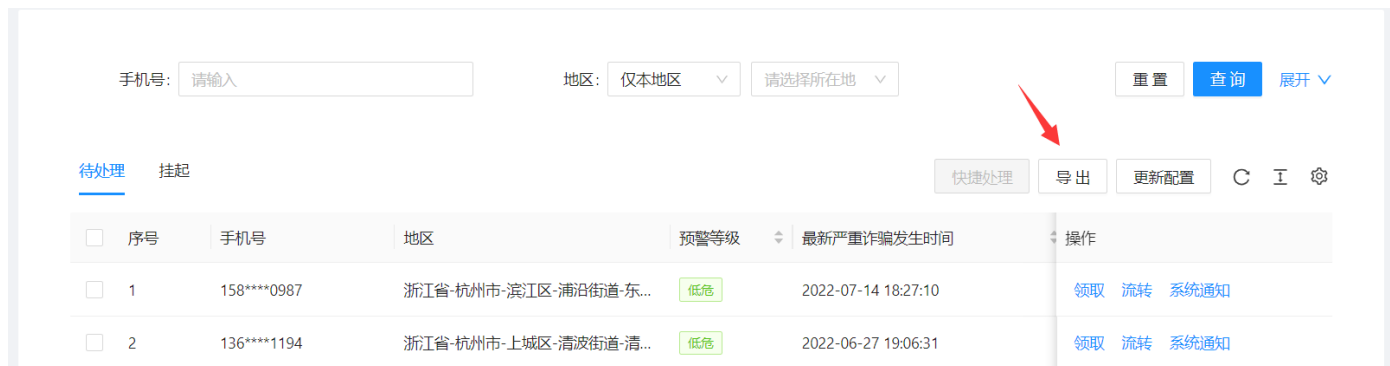 手机号: 请输入 地区: 仅本地区 请选择所在地 重置 查询 展开
待处理 挂起 快捷处理 导出 更新配置
序号 手机号 地区 预警等级 最新严重诈骗发生时间 操作
1 158****0987 浙江省-杭州市-滨江区-浦沿街道-东... 低危 2022-07-14 18:27:10 领取 流转 系统通知
2 136****1194 浙江省-杭州市-上城区-清波街道-清... 低危 2022-06-27 19:06:31 领取 流转 系统通知